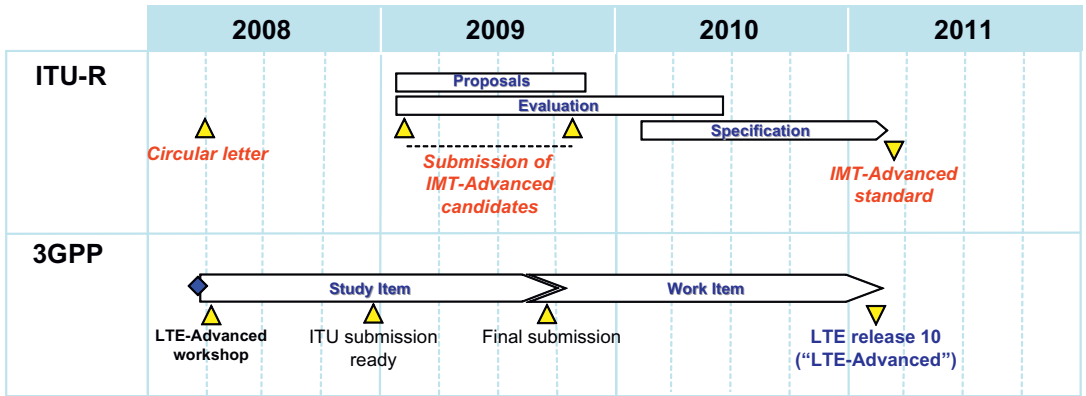 2008 2009 2010 2011
ITU-R
Proposals
Evaluation
Specification
Circular letter
Submission of
IMT-Advanced
candidates
IMT-Advanced
standard
3GPP
Study Item
Work Item
LTE-Advanced
workshop
ITU submission
ready
Final submission
LTE release 10
(“LTE-Advanced”)